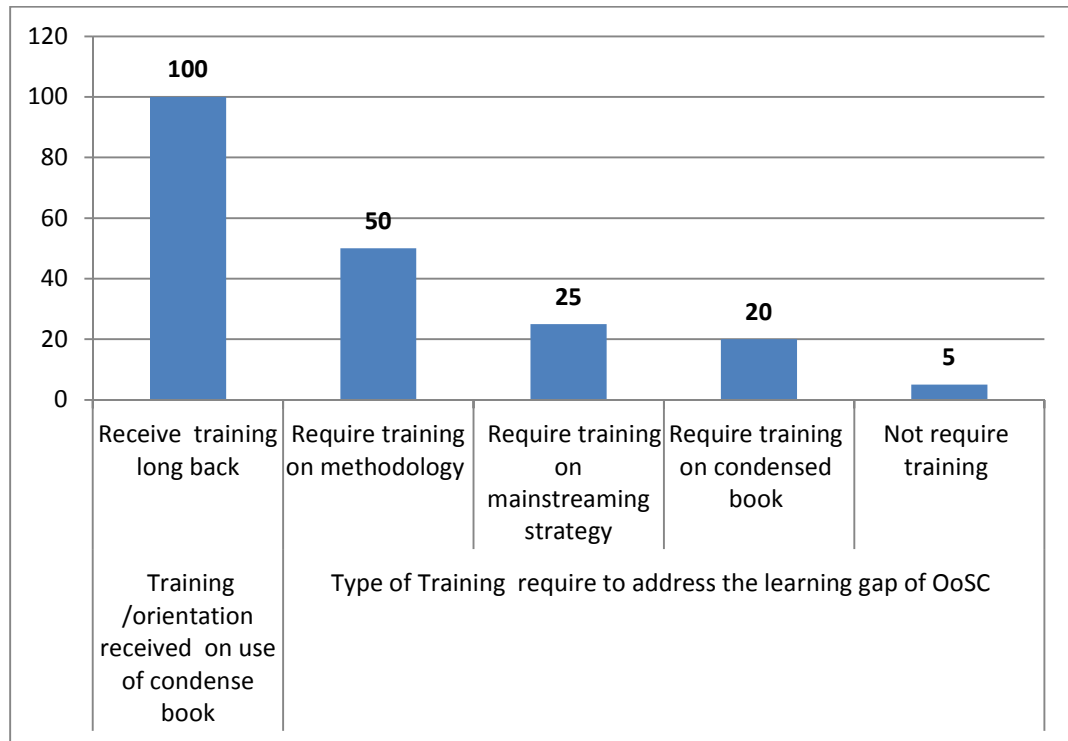 120
100
80
60
40
20
0
100
50
25
20
5
Receive training
long back
Require training
on methodology
Require training
on
mainstreaming
strategy
Require training
on condensed
book
Not require
training
Training
/orientation
received on use
of condense
book
Type of Training require to address the learning gap of OoSC